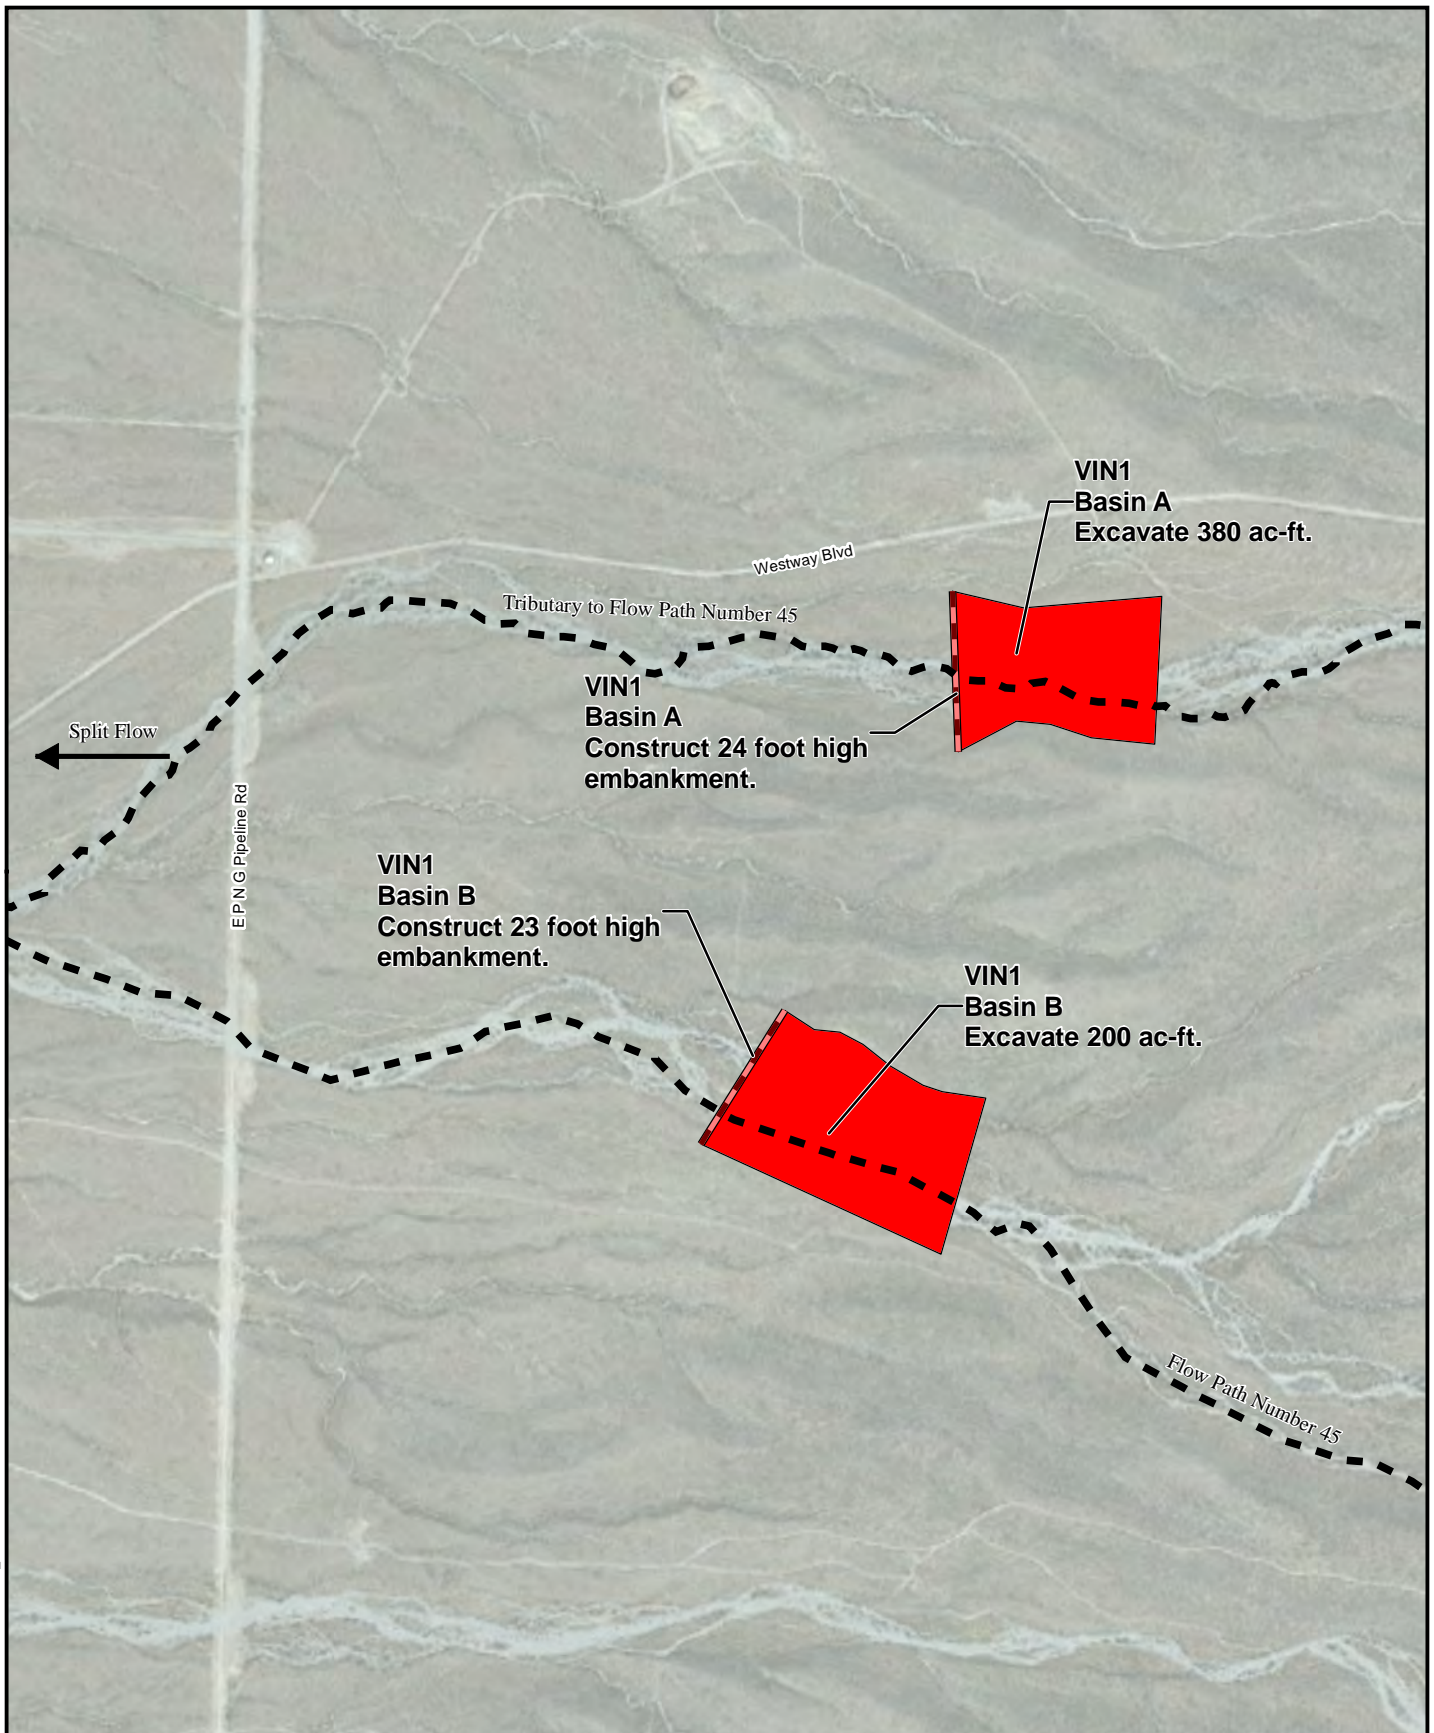 VIN1
Basin A
Excavate 380 ac-ft.
Westway Blvd
Tributary to Flow Path Number 45
VIN1
Basin A
Construct 24 foot high
embankment.
Split Flow
E P N G Pipeline Rd
VIN1
Basin B
Construct 23 foot high
embankment.
VIN1
Basin B
Excavate 200 ac-ft.
Flow Path Number 45